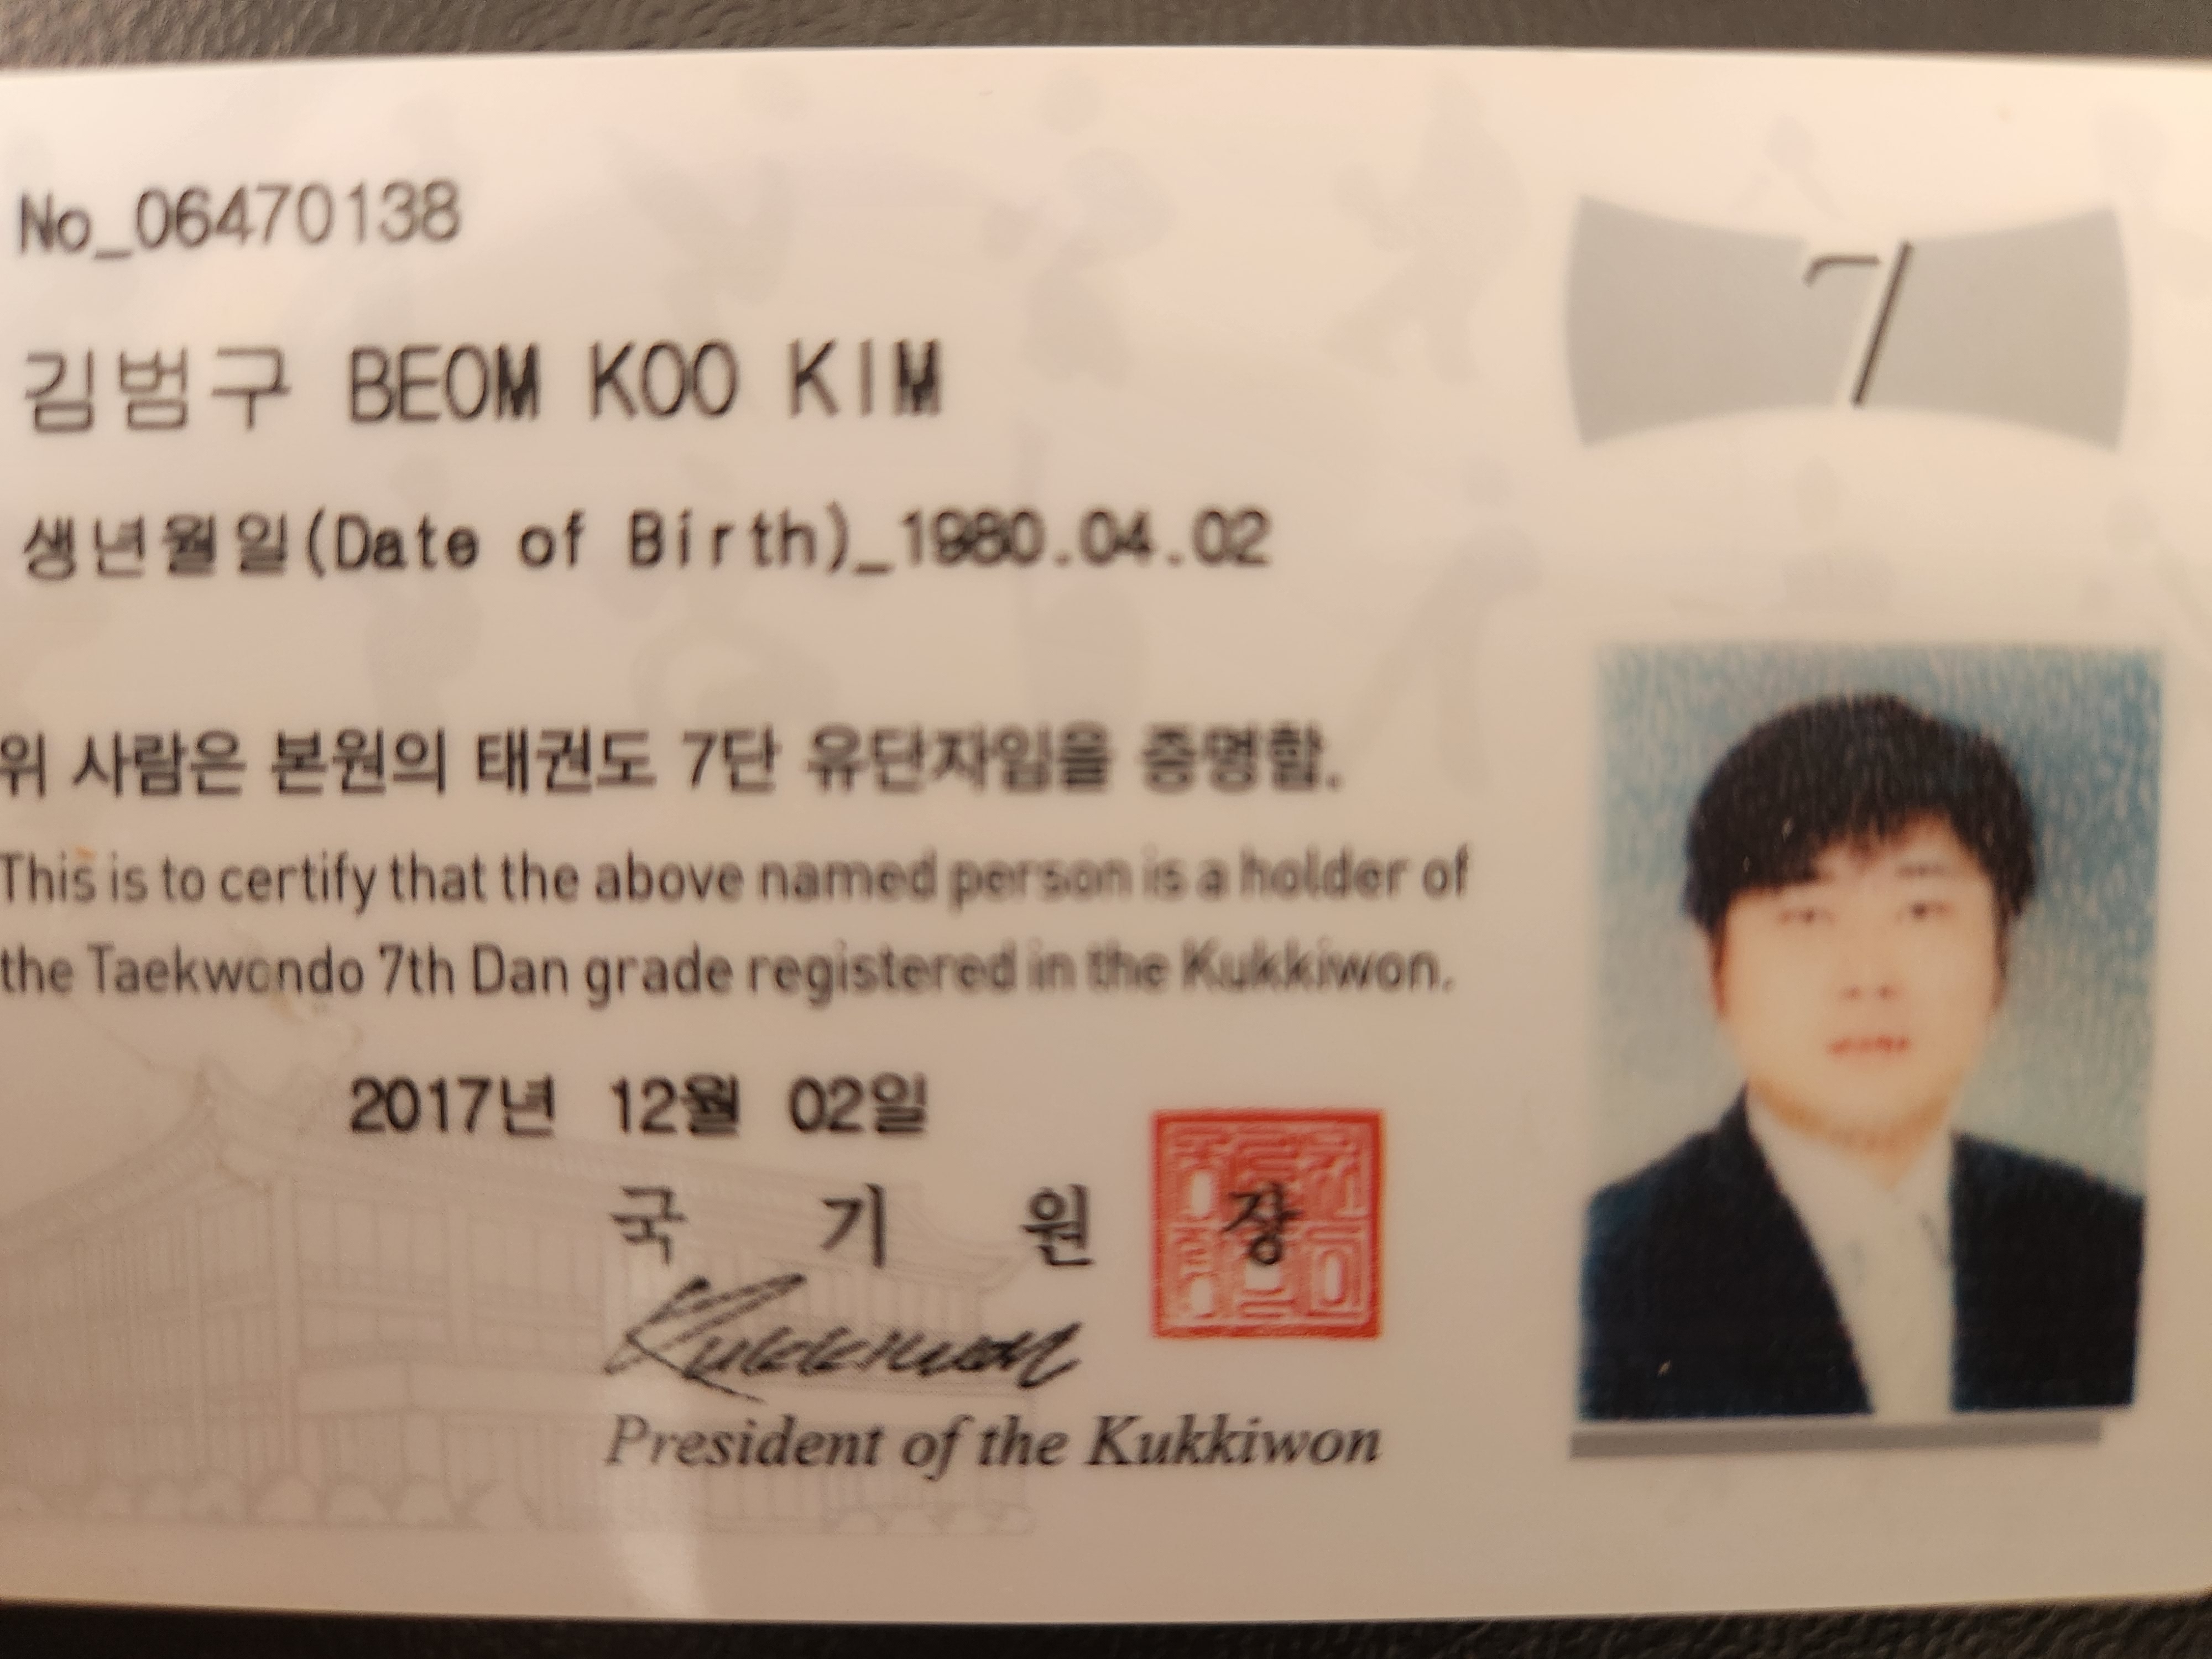 No_06470138
7
김범구 BEOM KOO KIM
생년월일(Date of Birth)_1980.04.02
위 사람은 본원의 태권도 7단 유단자임을 증명함.
This is to certify that the above named person is a holder of
the Taekwondo 7th Dan grade registered in the Kukkiwon.
2017년 12월 02일
국 기 원 장
Kukkiwon
President of the Kukkiwon